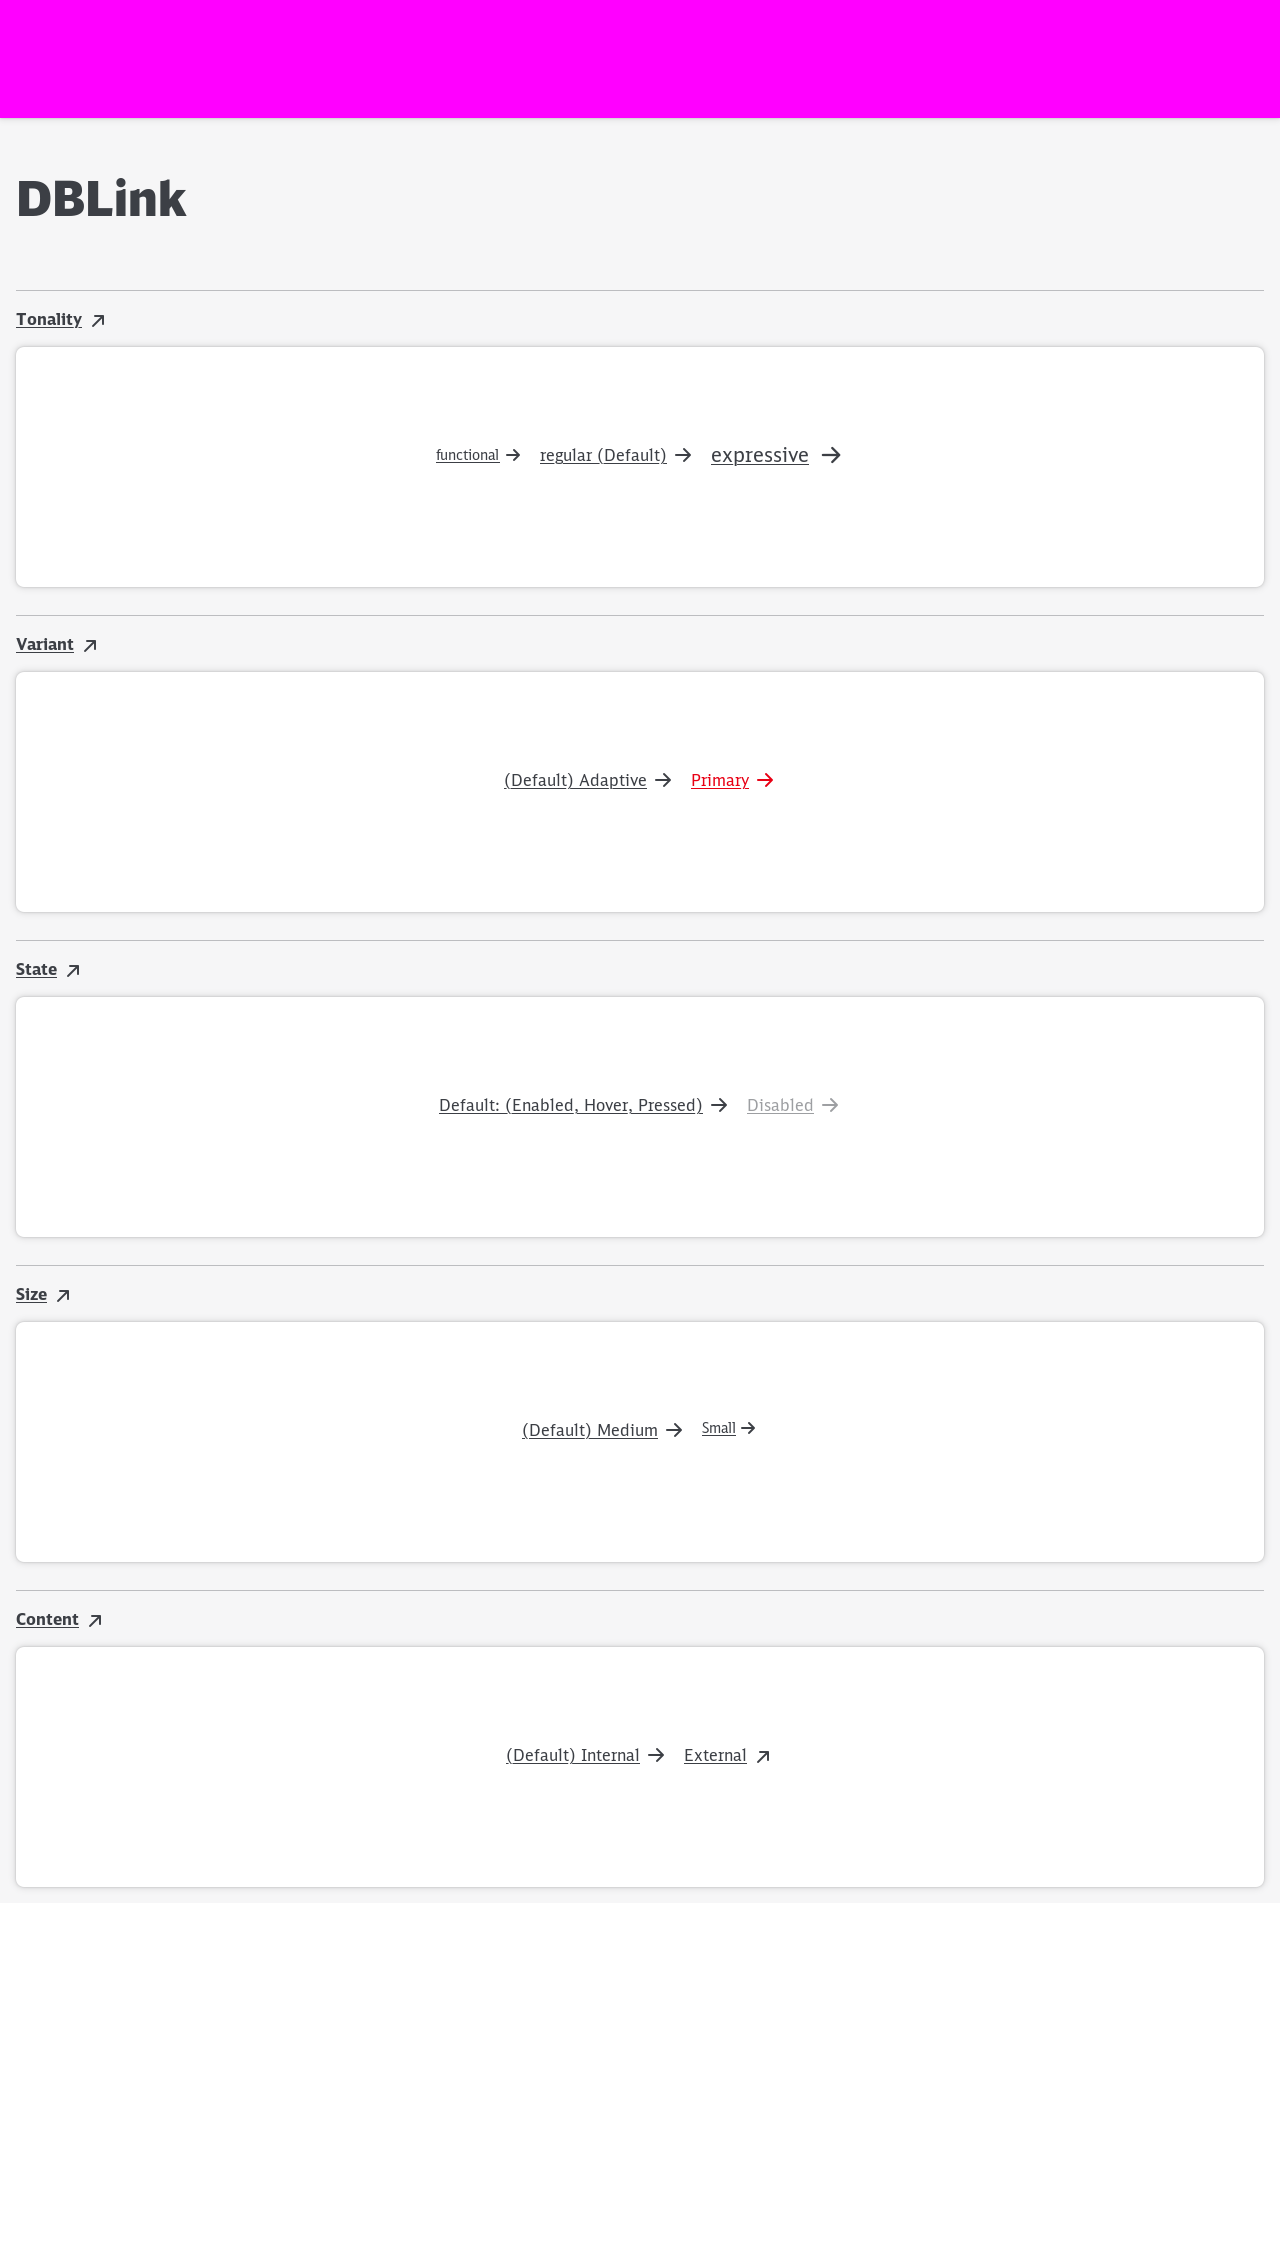 DBLink
Tonality
functional regular (Default) expressive
Variant
(Default) Adaptive Primary
State
Default: (Enabled, Hover, Pressed) Disabled
Size
(Default) Medium Small
Content
(Default) Internal External